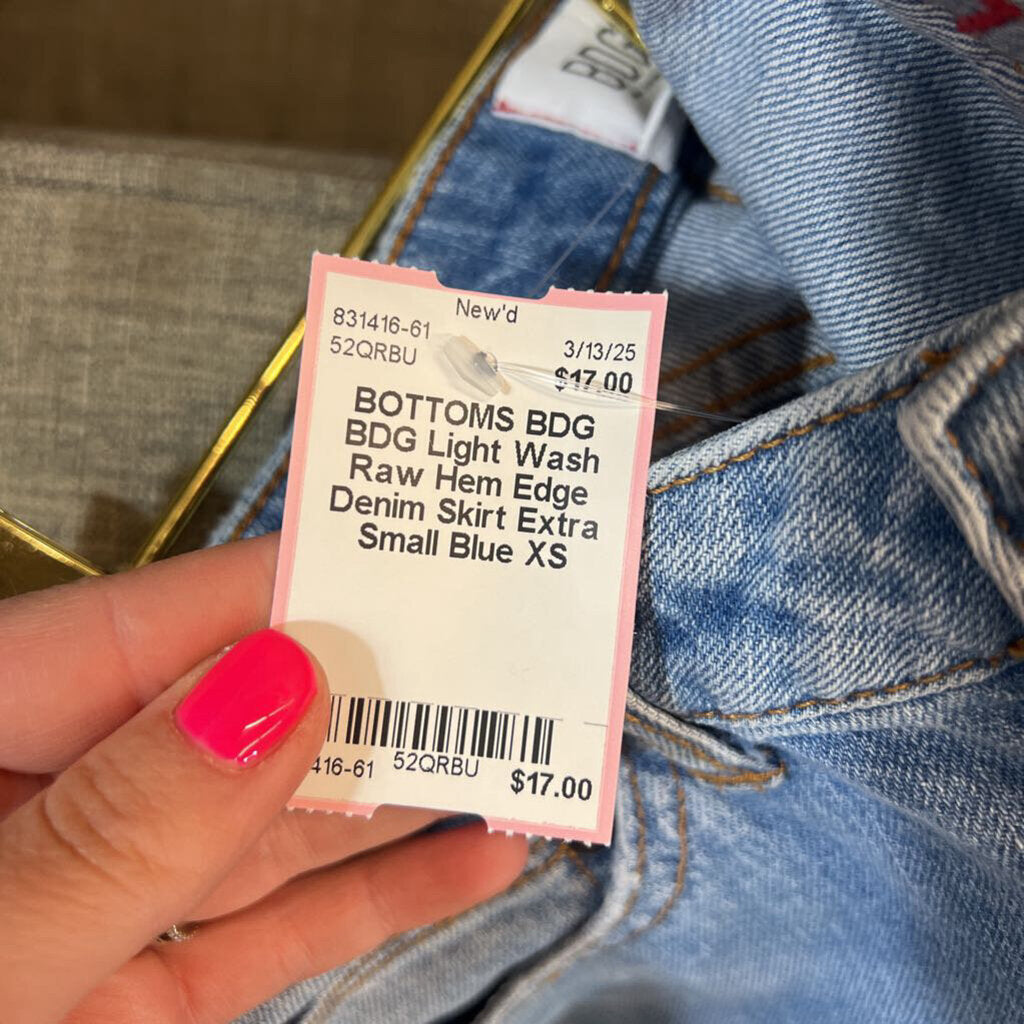 BDG
New'd
831416-61
52QRBU
3/13/25
$17.00
BOTTOMS BDG
BDG Light Wash
Raw Hem Edge
Denim Skirt Extra
Small Blue XS
416-61 52QRBU $17.00